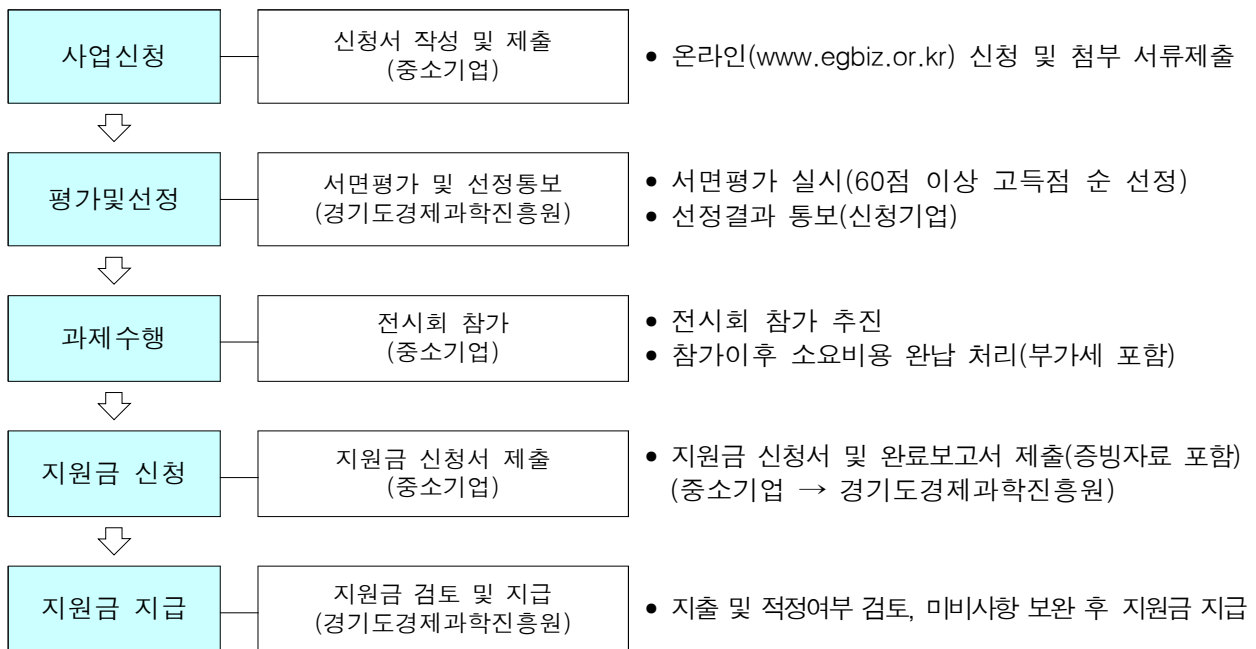 사업신청
신청서 작성 및 제출
(중소기업)
• 온라인(www.egbiz.or.kr) 신청 및 첨부 서류제출
평가및선정
서면평가 및 선정통보
(경기도경제과학진흥원)
• 서면평가 실시(60점 이상 고득점 순 선정)
• 선정결과 통보(신청기업)
과제수행
전시회 참가
(중소기업)
• 전시회 참가 추진
• 참가이후 소요비용 완납 처리(부가세 포함)
지원금 신청
지원금 신청서 제출
(중소기업)
• 지원금 신청서 및 완료보고서 제출(증빙자료 포함)
(중소기업 → 경기도경제과학진흥원)
지원금 지급
지원금 검토 및 지급
(경기도경제과학진흥원)
• 지출 및 적정여부 검토, 미비사항 보완 후 지원금 지급